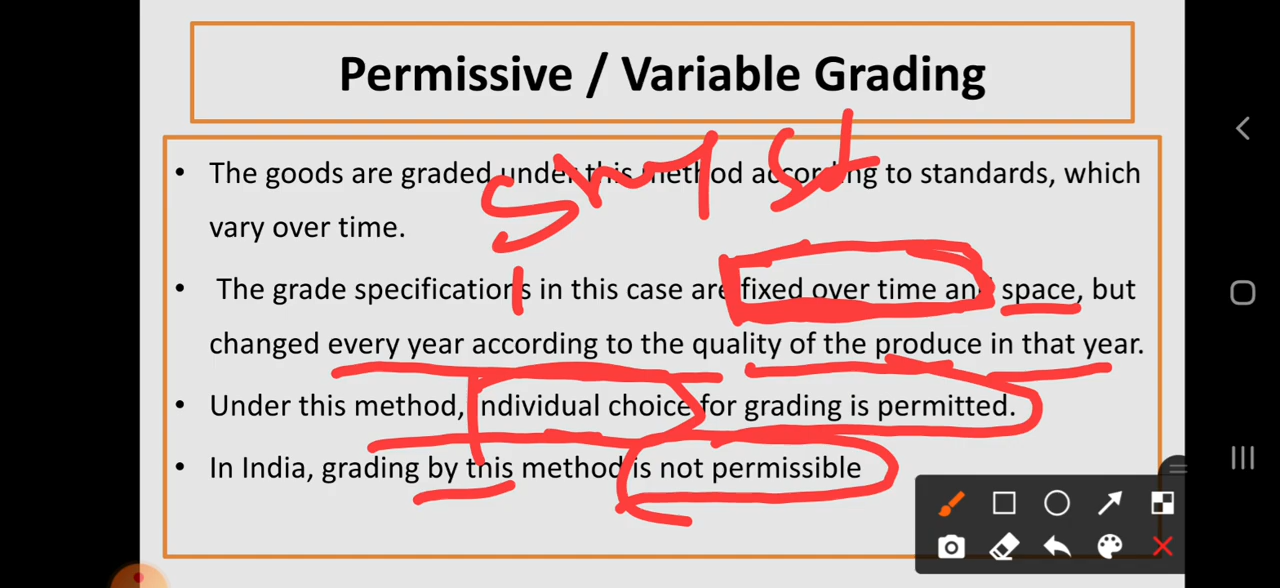 Permissive / Variable Grading
• The goods are graded under this method according to standards, which
vary over time.
• The grade specifications in this case are fixed over time and space, but
changed every year according to the quality of the produce in that year.
• Under this method, individual choice for grading is permitted.
• In India, grading by this method is not permissible